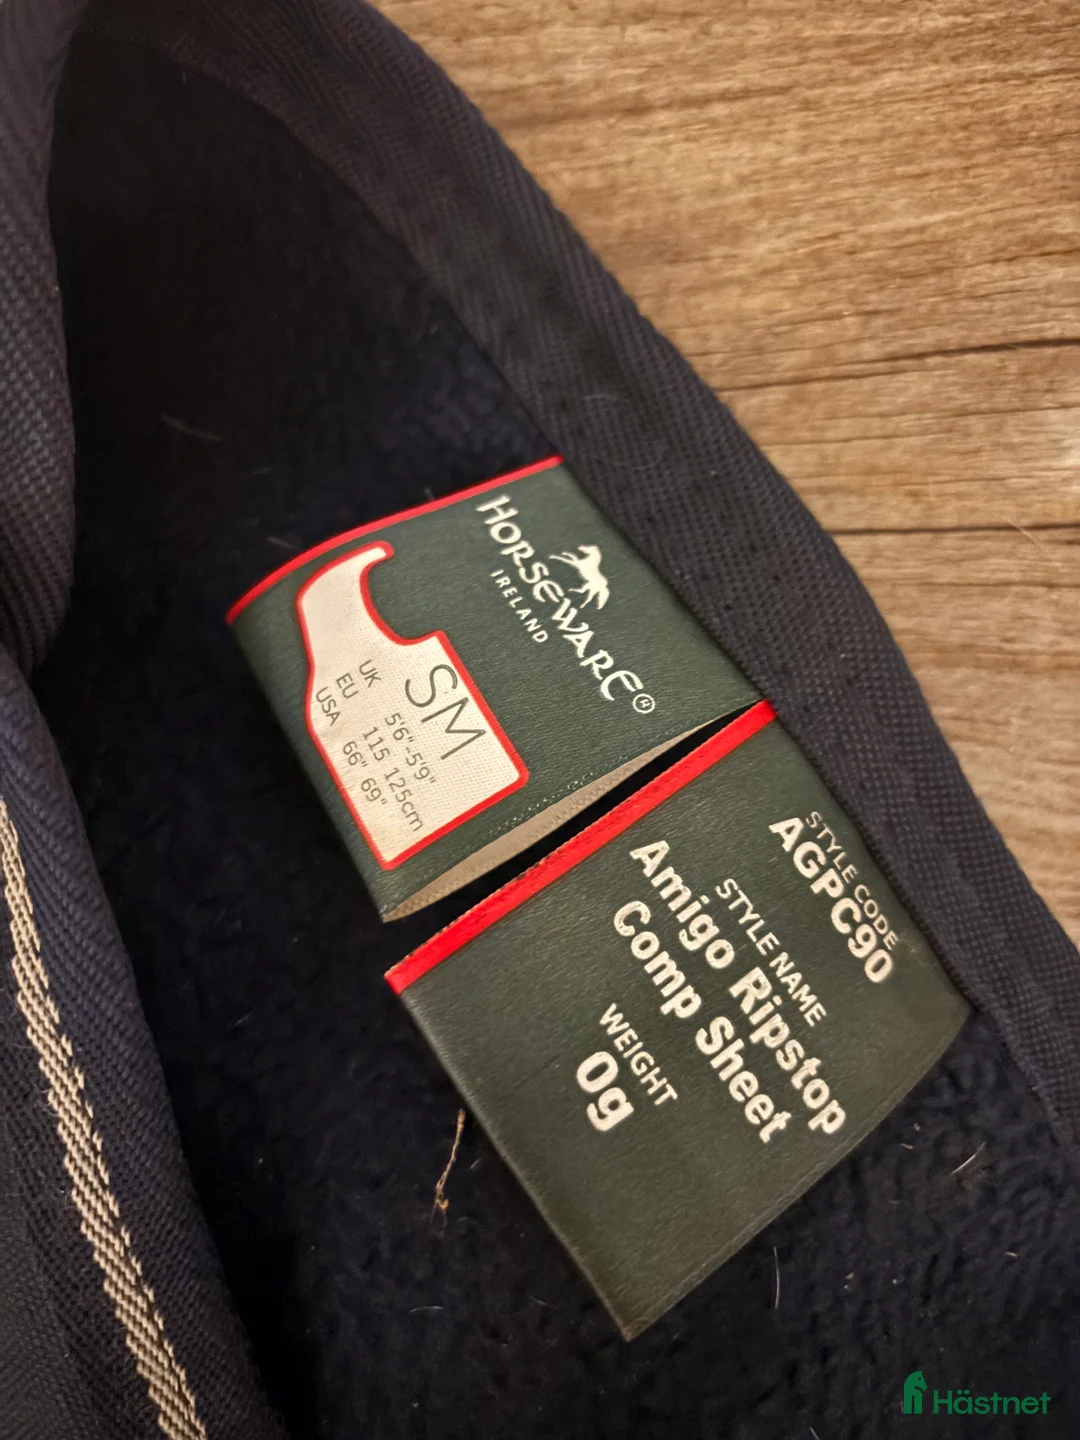 HORSEWARE®
IRELAND
SM
UK 5'6"-5'9"
EU 115 125cm
USA 66" 69"
STYLE CODE
AGPC90
STYLE NAME
Amigo Ripstop
Comp Sheet
WEIGHT
0g
Hästnet